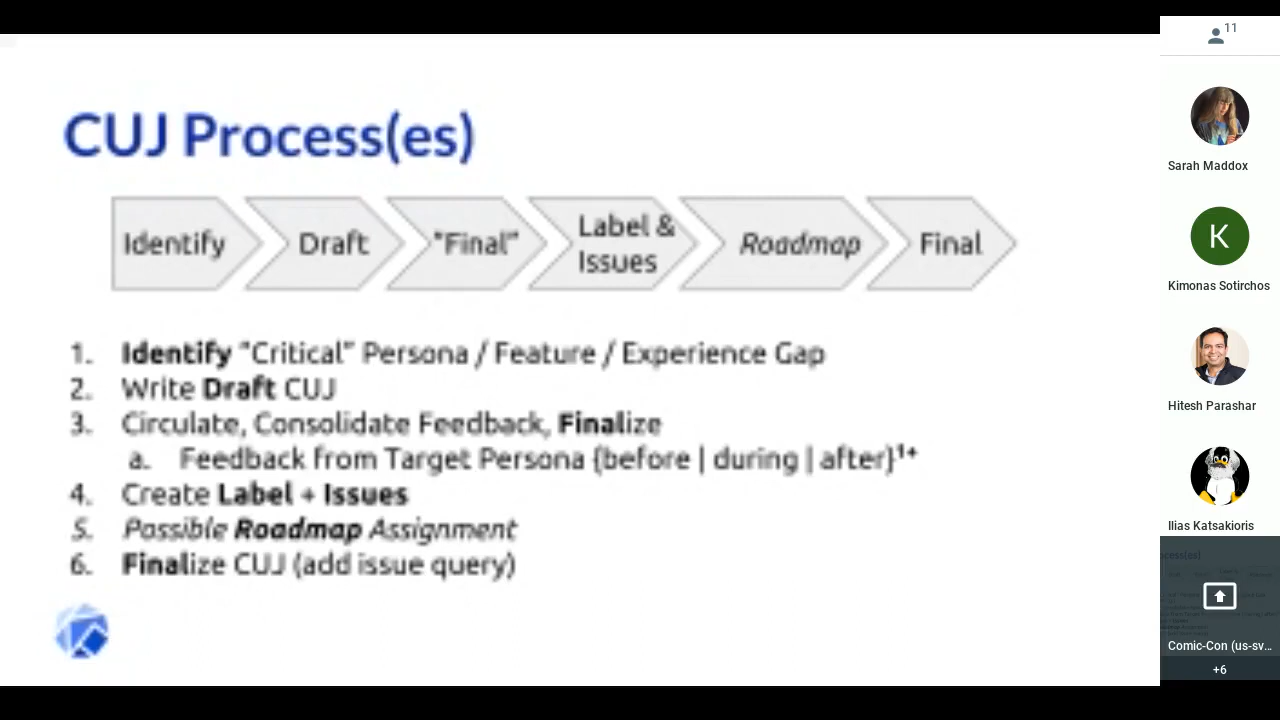 CUJ Process(es)
Identify
Draft
"Final"
Label &
Issues
Roadmap
Final
1. Identify "Critical" Persona / Feature / Experience Gap
2. Write Draft CUJ
3. Circulate, Consolidate Feedback, Finalize
a. Feedback from Target Persona (before | during | after)¹⁺
4. Create Label + Issues
5. Possible Roadmap Assignment
6. Finalize CUJ (add issue query)
11
Sarah Maddox
K
Kimonas Sotirchos
Hitesh Parashar
Ilias Katsakioris
Comic-Con (us-sv...
+6